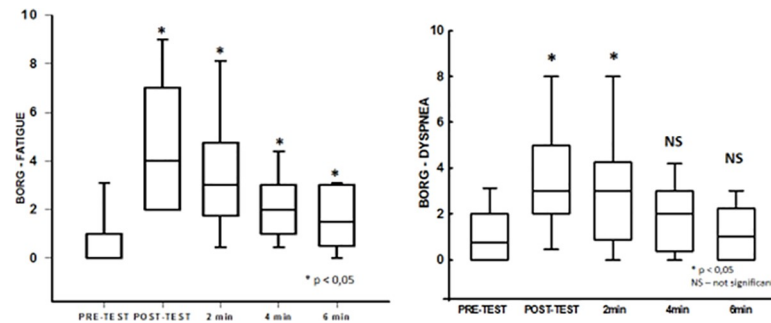 BORG - FATIGUE
10
8
6
4
2
0
*
*
*
*
* p < 0,05
PRE-TEST POST-TEST 2 min 4 min 6 min
BORG - DYSPNEA
10
8
6
4
2
0
*
*
NS
NS
* p < 0,05
NS – not significan
PRE-TEST POST-TEST 2min 4min 6min